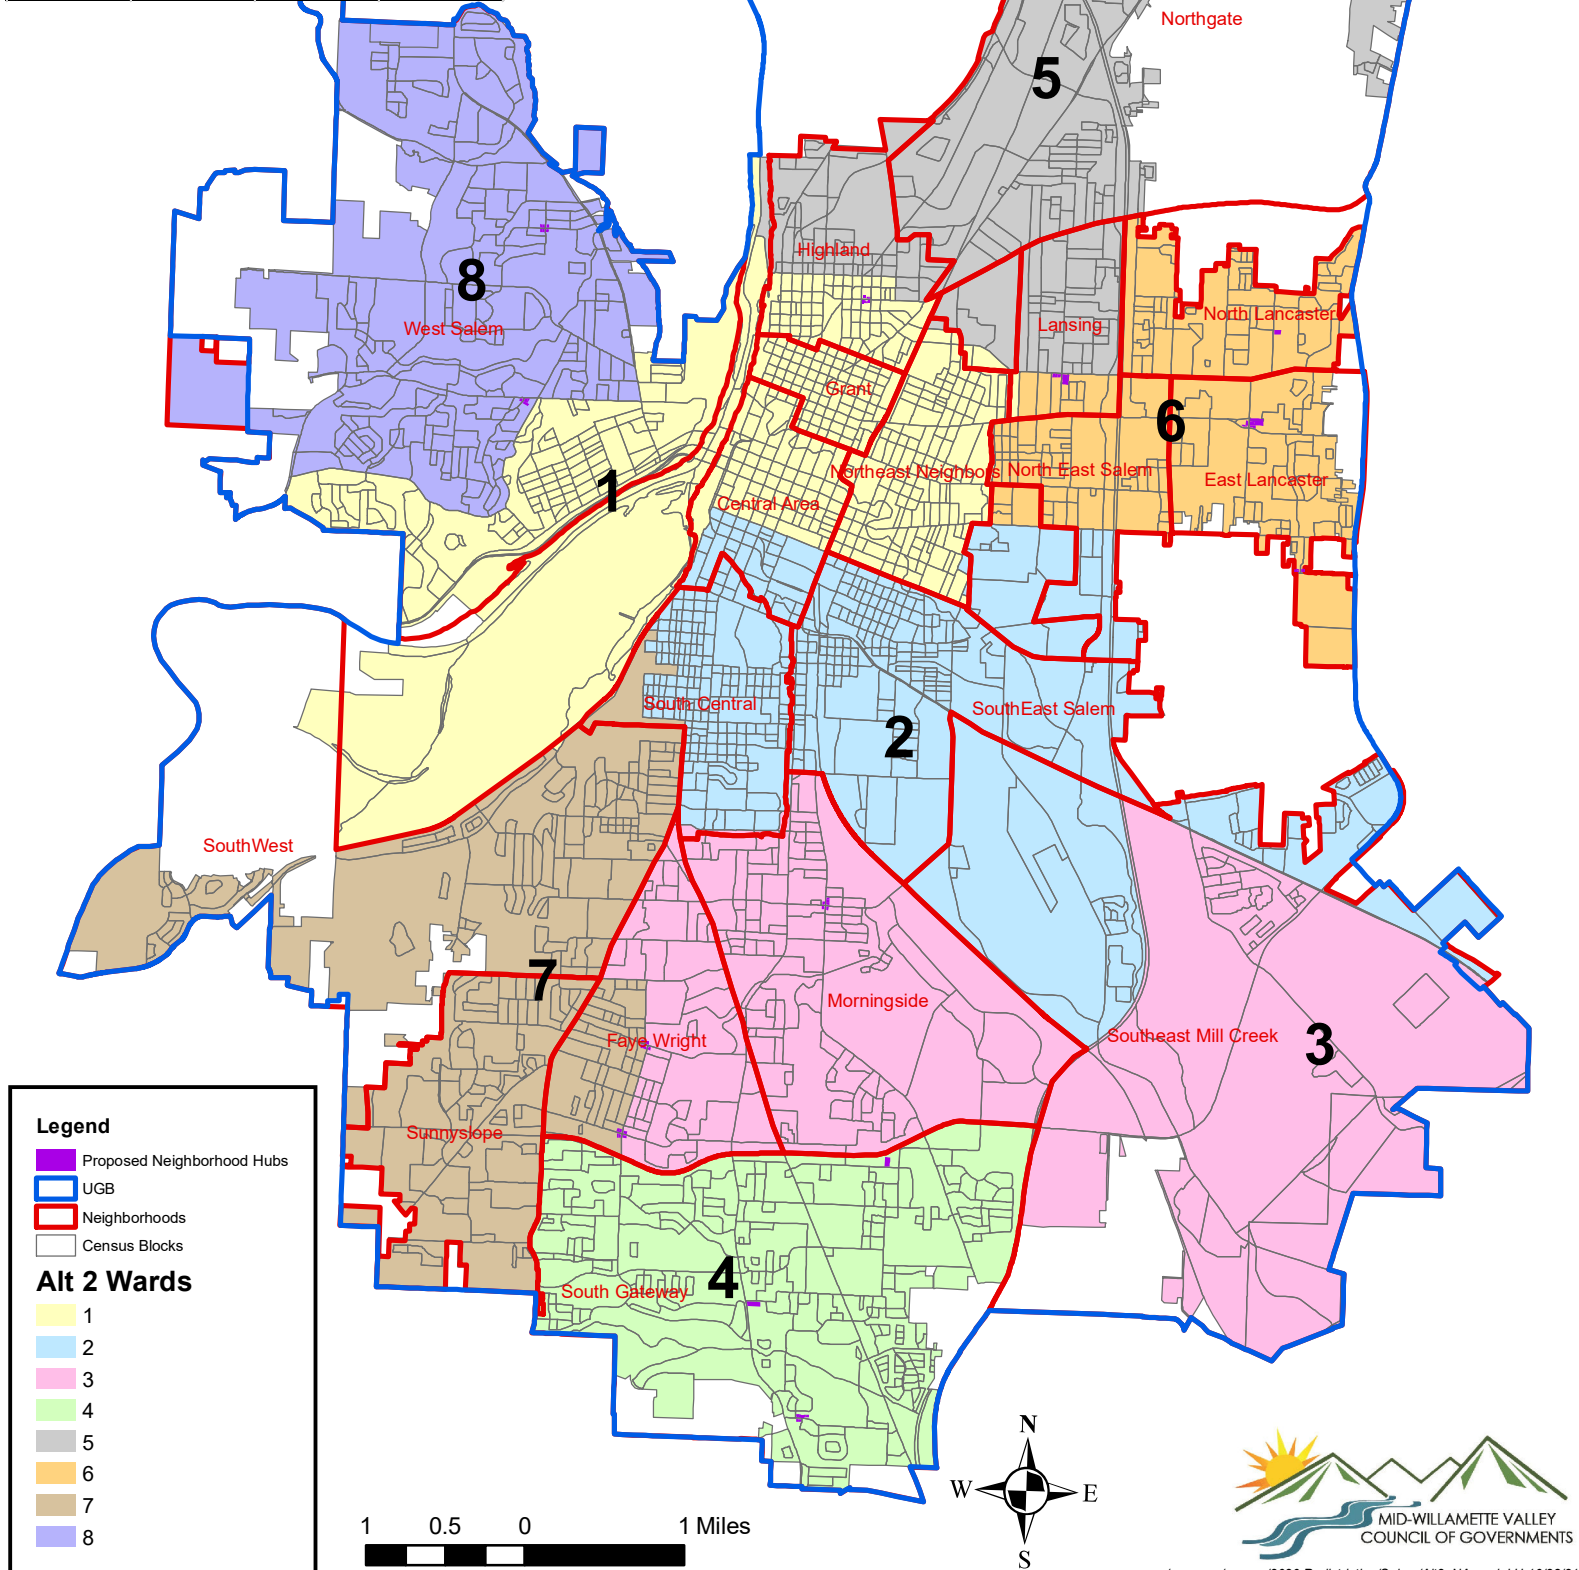 Northgate
5
Highland
8
West Salem
Lansing
North Lancaster
Grant
6
Northeast Neighbors
North East Salem
East Lancaster
1
Central Area
South Central
SouthEast Salem
2
SouthWest
7
Morningside
Faye Wright
Southeast Mill Creek
3
Sunnyslope
South Gateway
4
Legend
Proposed Neighborhood Hubs
UGB
Neighborhoods
Census Blocks
Alt 2 Wards
1
2
3
4
5
6
7
8
1 0.5 0 1 Miles
N
W E
S
MID-WILLAMETTE VALLEY
COUNCIL OF GOVERNMENTS